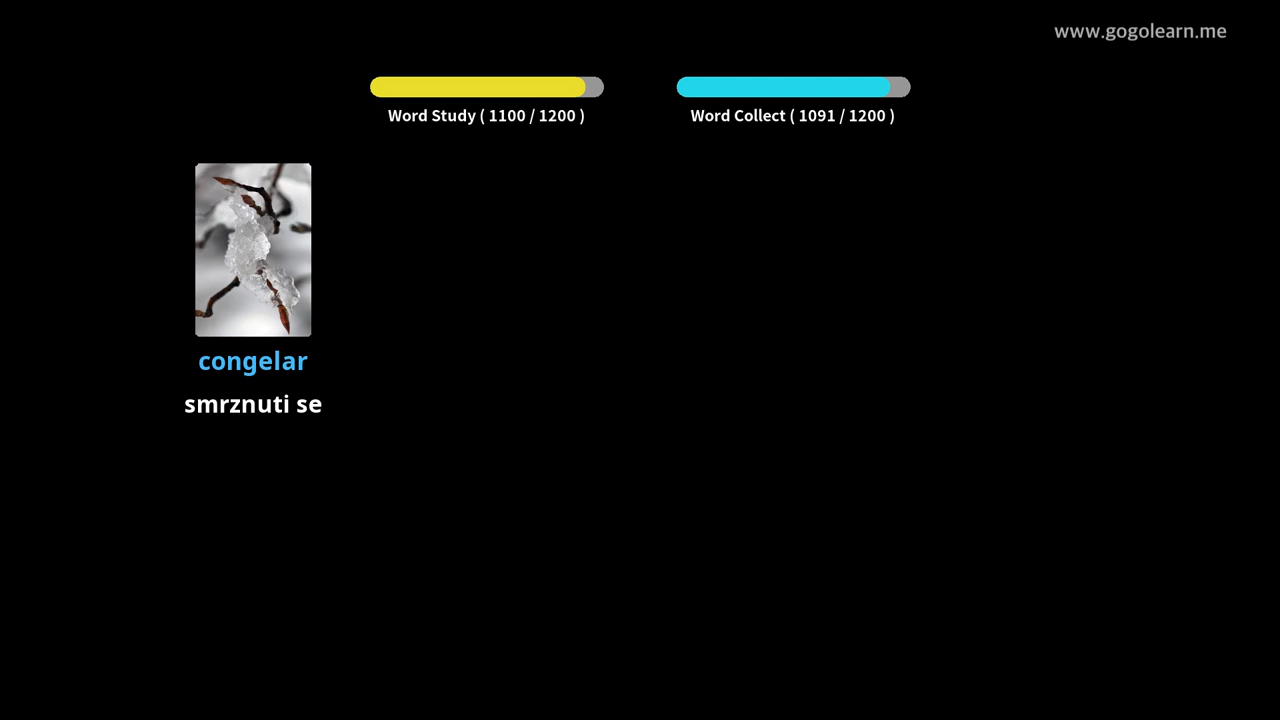 www.gogolearn.me
Word Study ( 1100 / 1200 )
Word Collect ( 1091 / 1200 )
congelar
smrznuti se